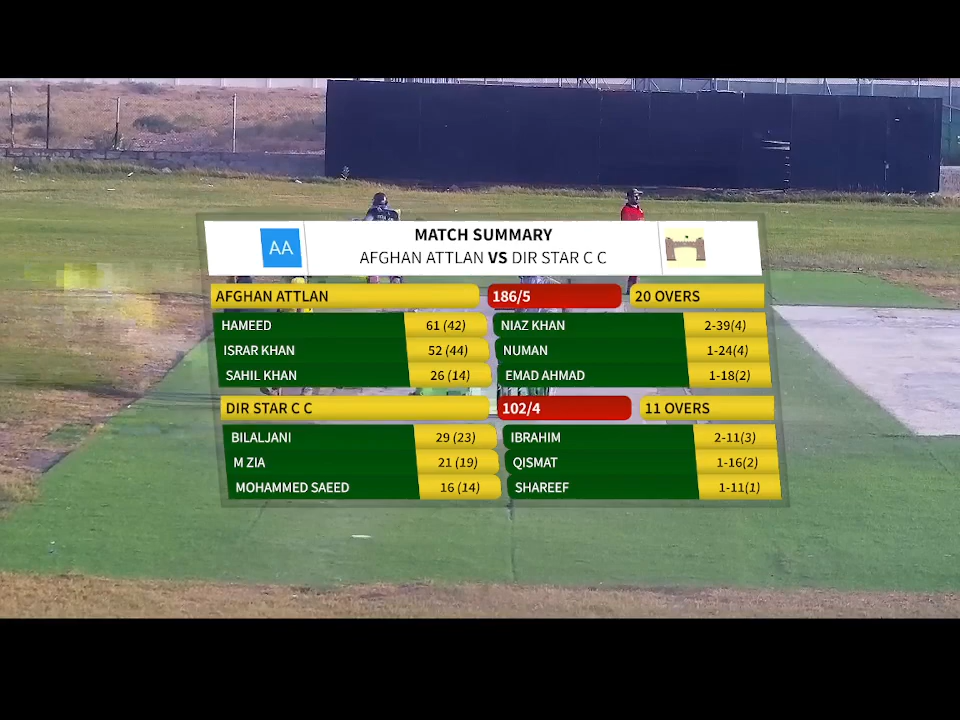 AA
MATCH SUMMARY
AFGHAN ATTLAN VS DIR STAR C C
AFGHAN ATTLAN 186/5 20 OVERS
HAMEED 61 (42) NIAZ KHAN 2-39(4)
ISRAR KHAN 52 (44) NUMAN 1-24(4)
SAHIL KHAN 26 (14) EMAD AHMAD 1-18(2)
DIR STAR C C 102/4 11 OVERS
BILALJANI 29 (23) IBRAHIM 2-11(3)
M ZIA 21 (19) QISMAT 1-16(2)
MOHAMMED SAEED 16 (14) SHAREEF 1-11(1)